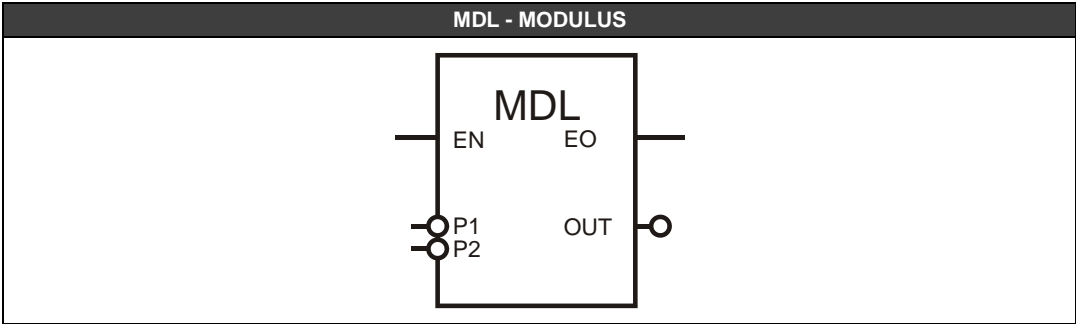 MDL - MODULUS
MDL
EN EO
P1 OUT
P2